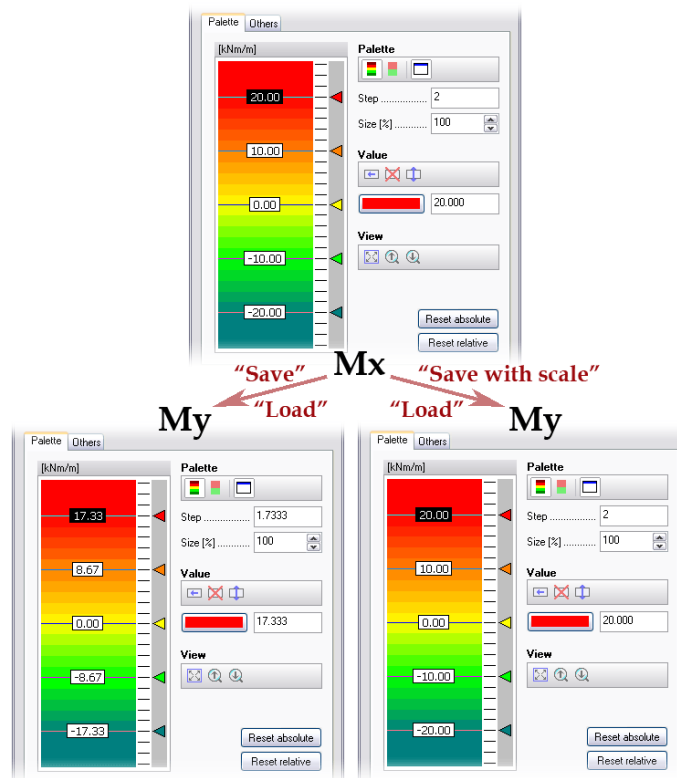 Palette Others
[kNm/m] Palette
20.00
Step ................ 2
Size [%] ........... 100
10.00
Value
0.00
20.000
View
-10.00
-20.00
Reset absolute
Reset relative
Mx
“Save” “Save with scale”
“Load” “Load”
My My
Palette Others
[kNm/m] Palette
17.33
Step ................ 1.7333
Size [%] ........... 100
8.67
Value
0.00
17.333
View
-8.67
-17.33
Reset absolute
Reset relative
Palette Others
[kNm/m] Palette
20.00
Step ................ 2
Size [%] ........... 100
10.00
Value
0.00
20.000
View
-10.00
-20.00
Reset absolute
Reset relative